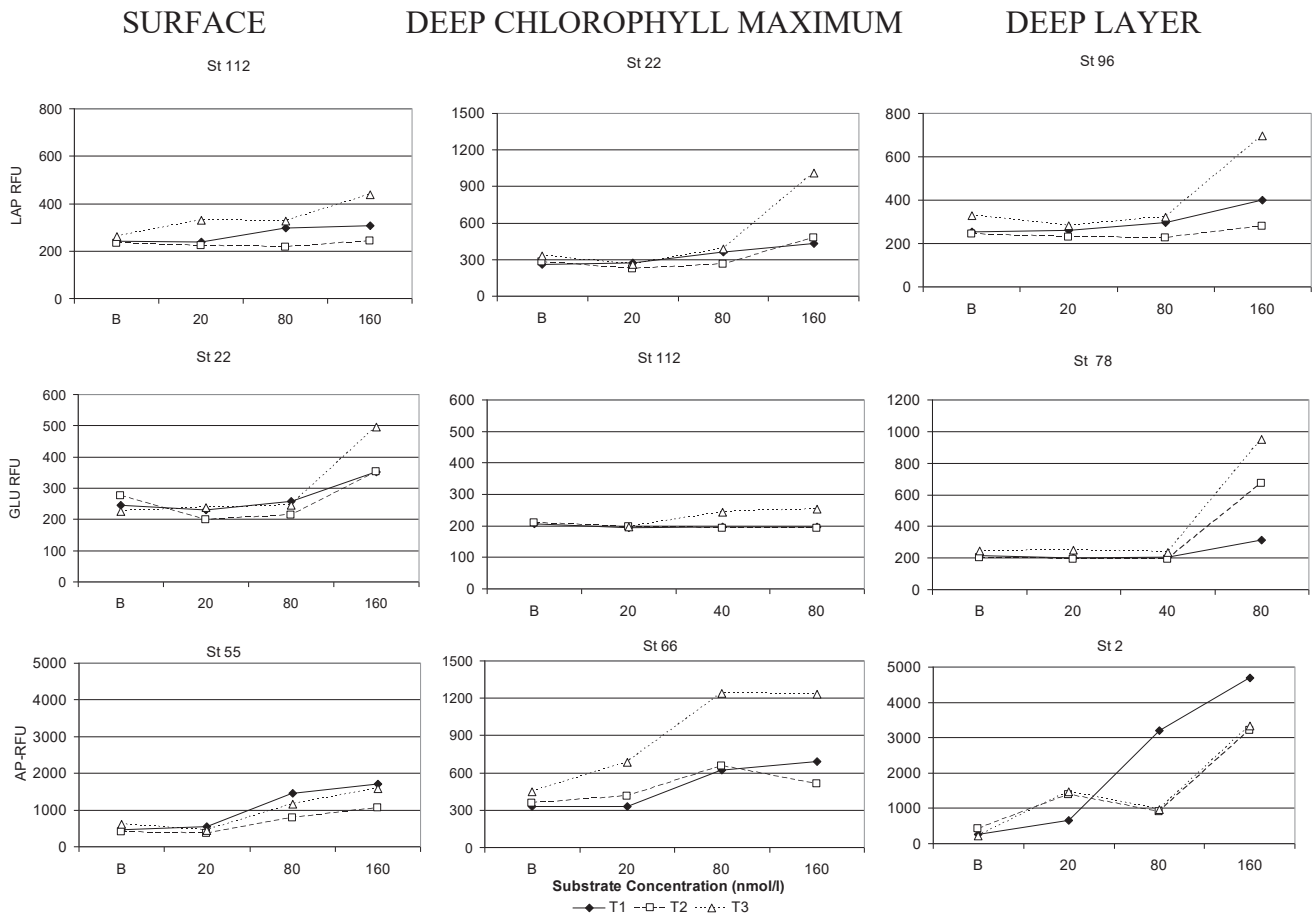 SURFACE DEEP CHLOROPHYLL MAXIMUM DEEP LAYER
St 112
800
600
400
200
0
LAP RFU
B 20 80 160
St 22
1500
1200
900
600
300
0
B 20 80 160
St 96
800
600
400
200
0
B 20 80 160
St 22
600
500
400
300
200
100
0
GLU RFU
B 20 80 160
St 112
600
500
400
300
200
100
0
B 20 40 80
St 78
1200
1000
800
600
400
200
0
B 20 40 80
St 55
5000
4000
3000
2000
1000
0
AP-RFU
B 20 80 160
St 66
1500
1200
900
600
300
0
B 20 80 160
St 2
5000
4000
3000
2000
1000
0
B 20 80 160
Substrate Concentration (nmol/l)
T1 T2 T3